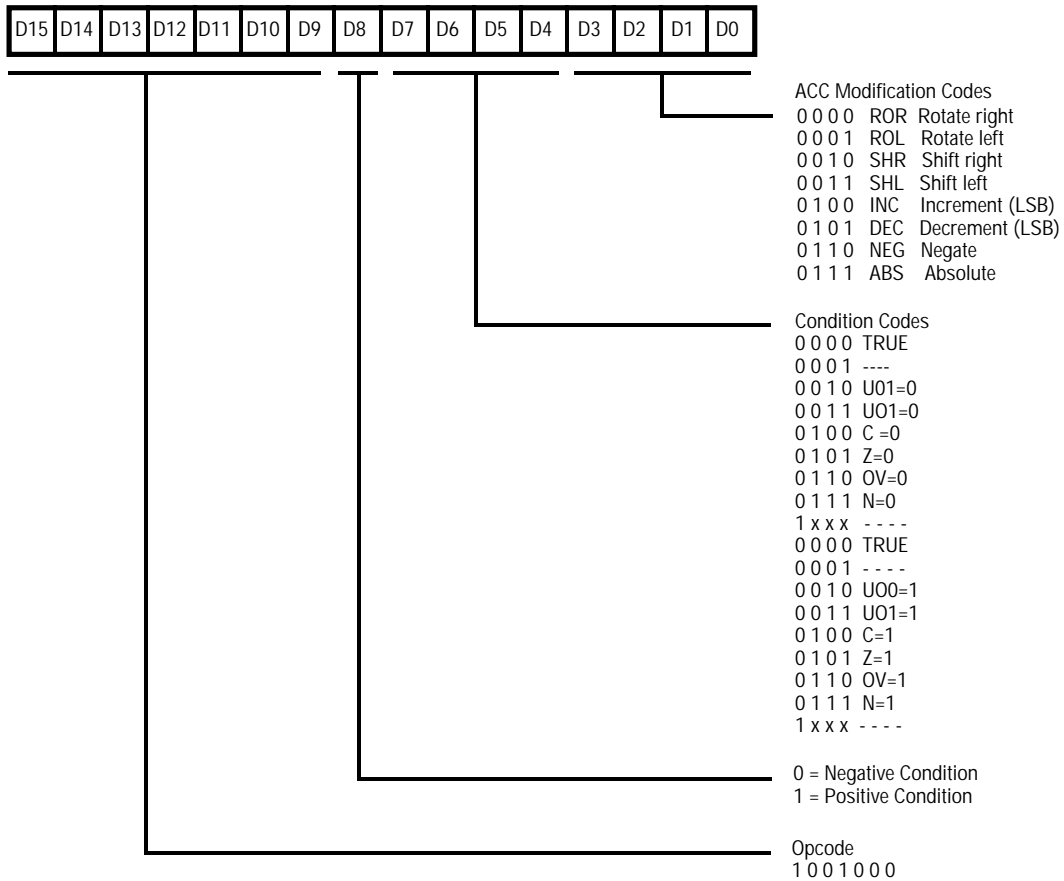 D15 D14 D13 D12 D11 D10 D9 D8 D7 D6 D5 D4 D3 D2 D1 D0
ACC Modification Codes
0 0 0 0 ROR Rotate right
0 0 0 1 ROL Rotate left
0 0 1 0 SHR Shift right
0 0 1 1 SHL Shift left
0 1 0 0 INC Increment (LSB)
0 1 0 1 DEC Decrement (LSB)
0 1 1 0 NEG Negate
0 1 1 1 ABS Absolute
Condition Codes
0 0 0 0 TRUE
0 0 0 1 ----
0 0 1 0 U01=0
0 0 1 1 UO1=0
0 1 0 0 C =0
0 1 0 1 Z=0
0 1 1 0 OV=0
0 1 1 1 N=0
1 x x x - - - -
0 0 0 0 TRUE
0 0 0 1 - - - -
0 0 1 0 UO0=1
0 0 1 1 UO1=1
0 1 0 0 C=1
0 1 0 1 Z=1
0 1 1 0 OV=1
0 1 1 1 N=1
1 x x x - - - -
0 = Negative Condition
1 = Positive Condition
Opcode
1 0 0 1 0 0 0